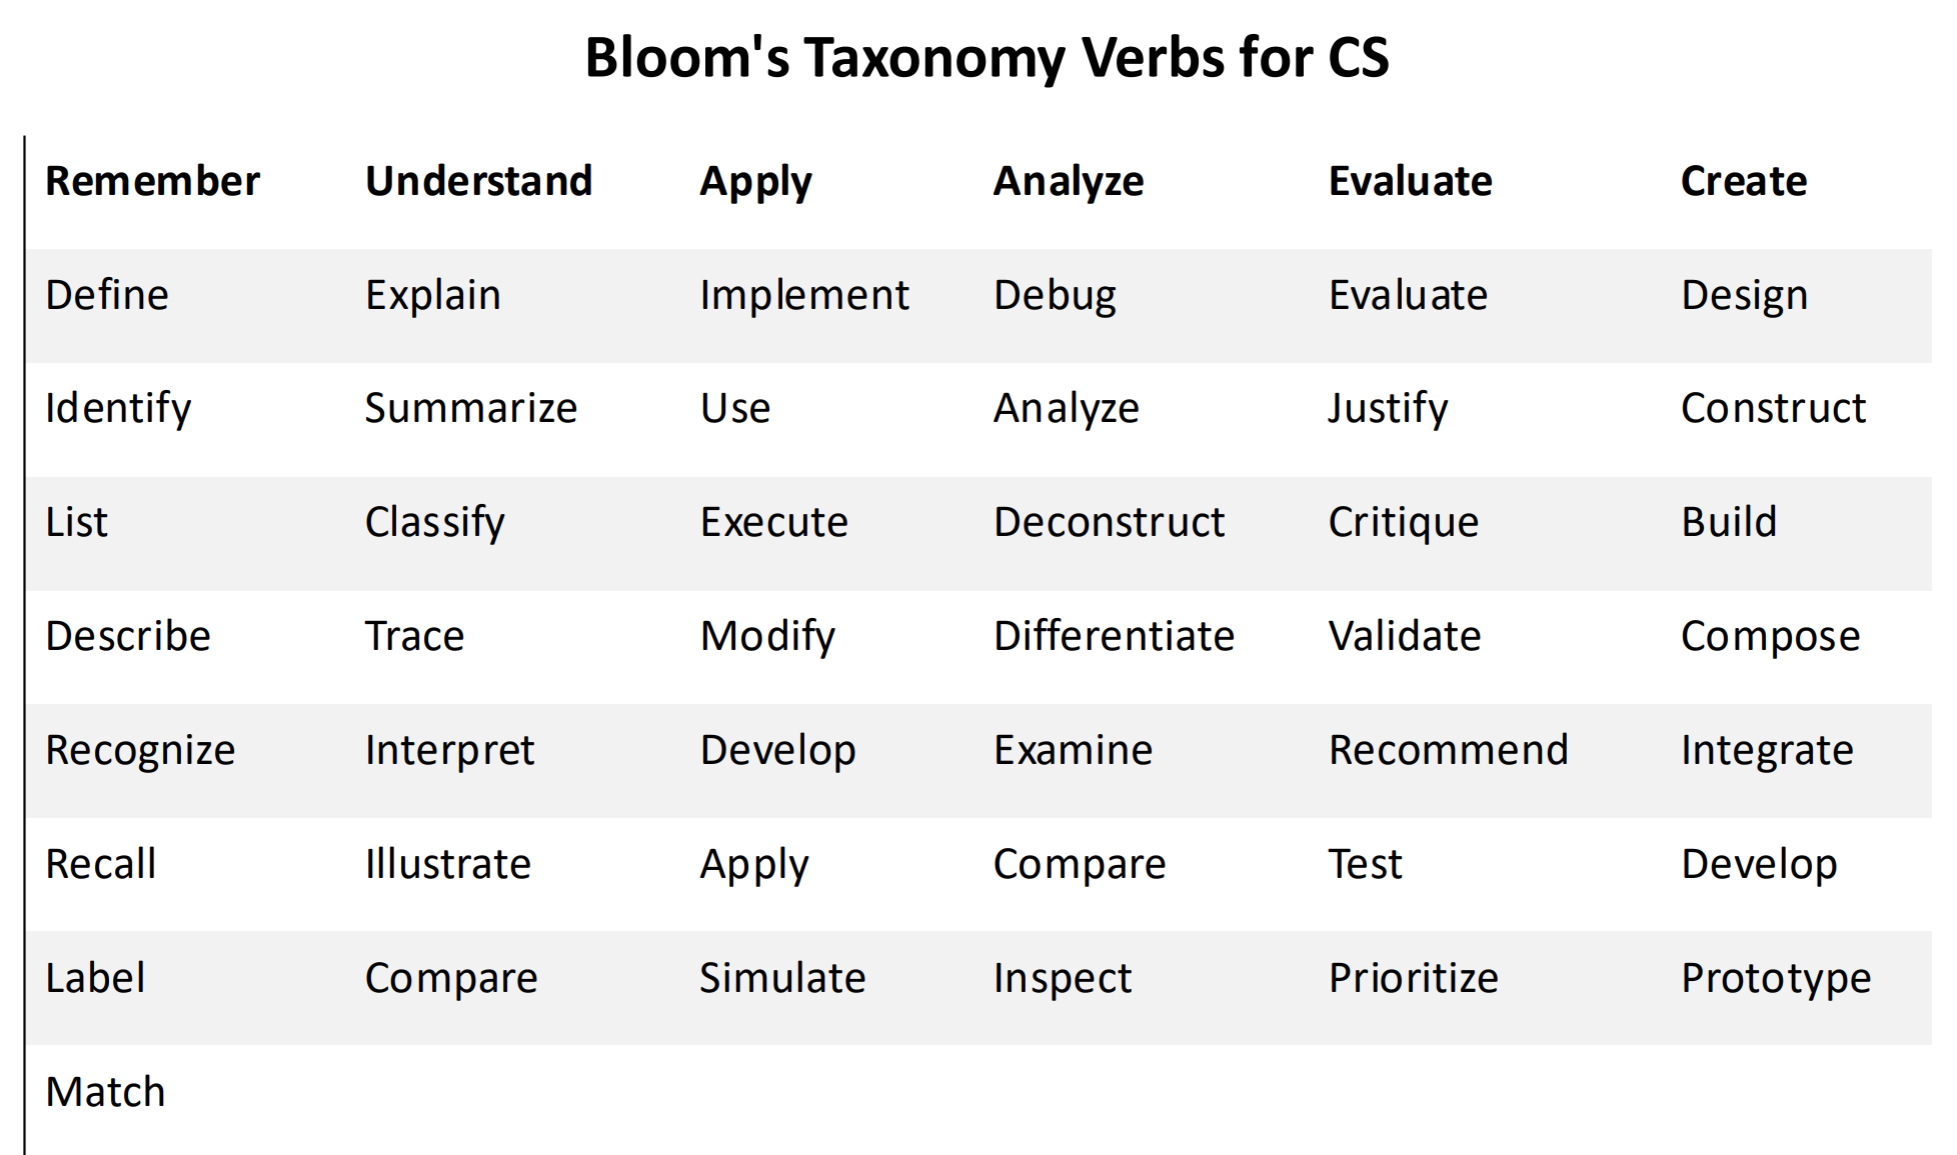 Bloom's Taxonomy Verbs for CS
Remember Understand Apply Analyze Evaluate Create
Define Explain Implement Debug Evaluate Design
Identify Summarize Use Analyze Justify Construct
List Classify Execute Deconstruct Critique Build
Describe Trace Modify Differentiate Validate Compose
Recognize Interpret Develop Examine Recommend Integrate
Recall Illustrate Apply Compare Test Develop
Label Compare Simulate Inspect Prioritize Prototype
Match